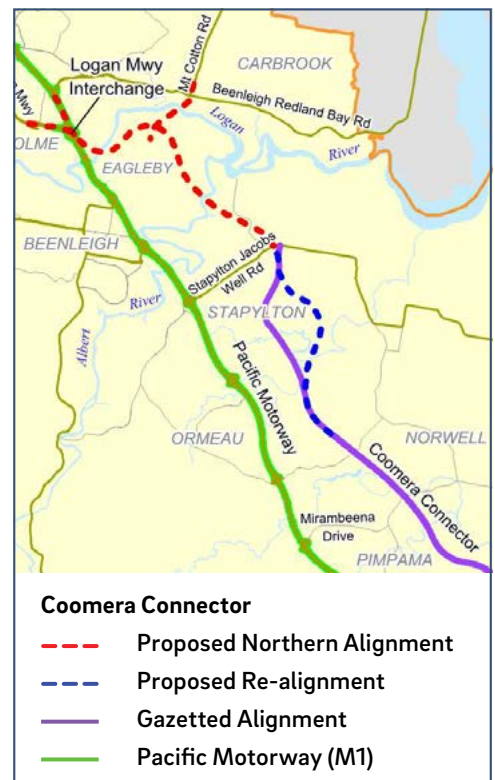 Mt Cotton Rd
Logan Mwy
Interchange
CARBROOK
Beenleigh Redland Bay Rd
Mwy
OLME
Logan
River
EAGLEBY
BEENLEIGH
Stapylton Jacobs
Well Rd
River
Albert
STAPYLTON
Pacific Motorway
ORMEAU
NORWELL
Coomera Connector
Mirambeena
Drive
PIMPAMA
Coomera Connector
Proposed Northern Alignment
Proposed Re-alignment
Gazetted Alignment
Pacific Motorway (M1)